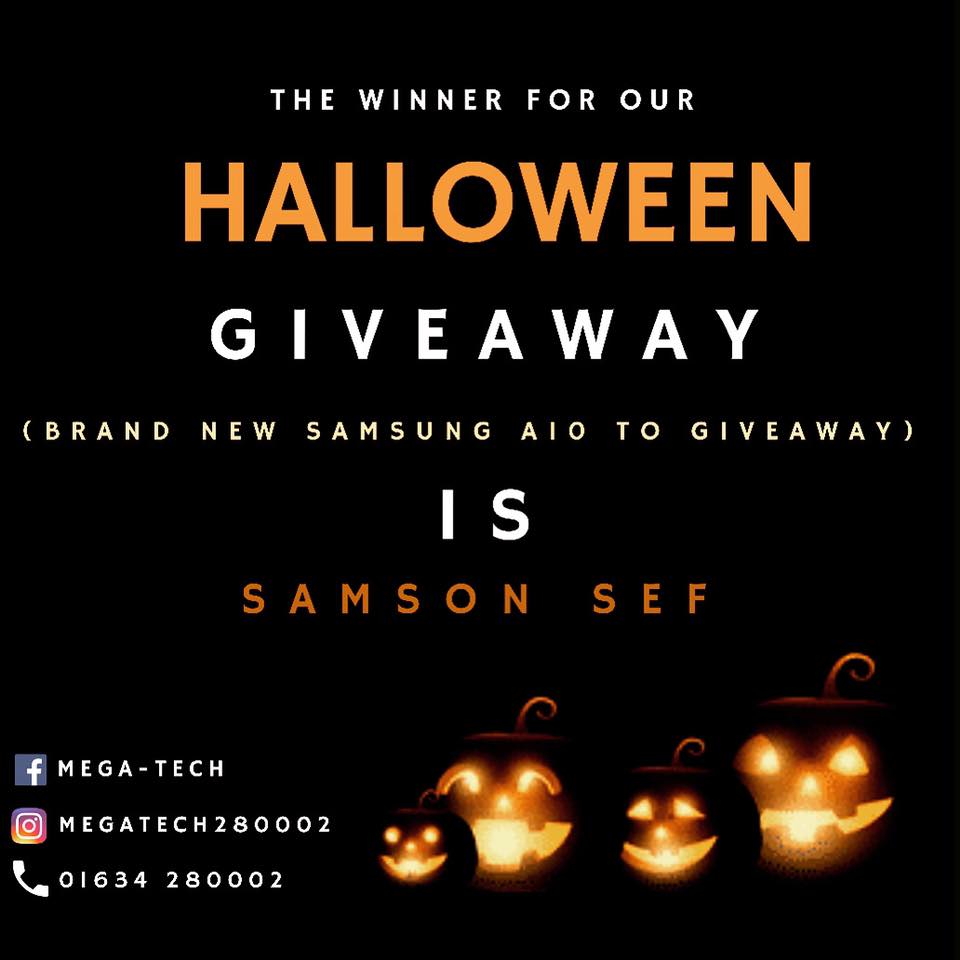 THE WINNER FOR OUR
HALLOWEEN
GIVEAWAY
(BRAND NEW SAMSUNG A10 TO GIVEAWAY)
IS
SAMSON SEF
MEGA-TECH
MEGATECH280002
01634 280002